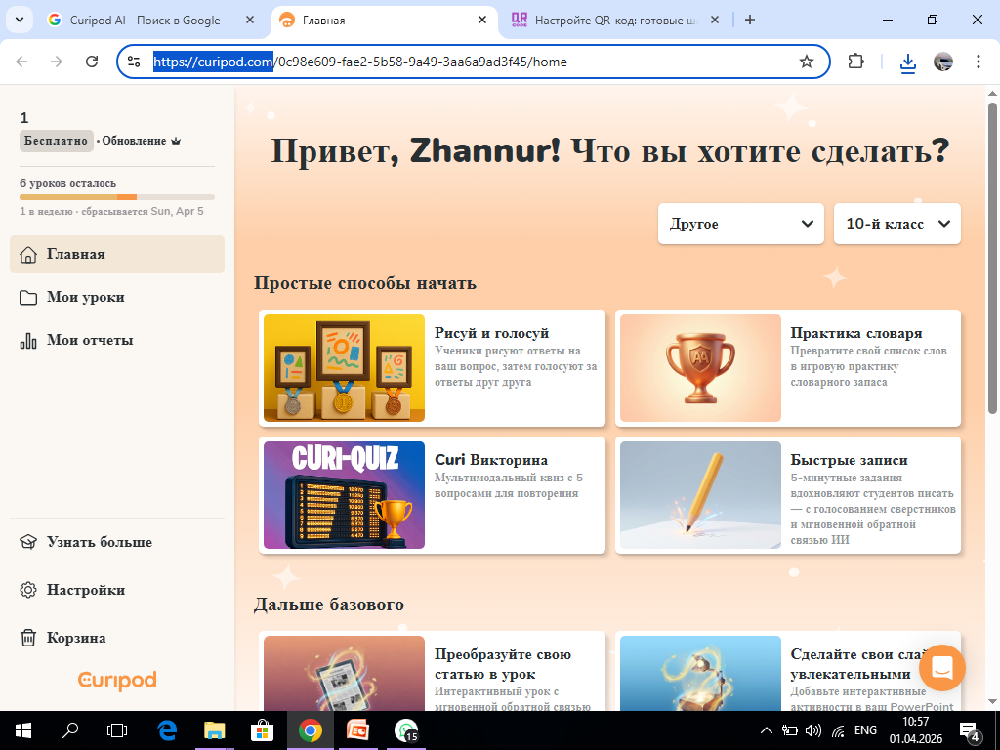 Curipod AI - Поиск в Google
Главная
QR
CODE
Настройте QR-код: готовые ш
https://curipod.com/0c98e609-fae2-5b58-9a49-3aa6a9ad3f45/home
1
Бесплатно • Обновление
6 уроков осталось
1 в неделю · сбрасывается Sun, Apr 5
Главная
Мои уроки
Мои отчеты
Узнать больше
Настройки
Корзина
Curipod
Привет, Zhannur! Что вы хотите сделать?
Другое
10-й класс
Простые способы начать
Рисуй и голосуй
Ученики рисуют ответы на
ваш вопрос, затем голосуют за
ответы друг друга
AA
Практика словаря
Превратите свой список слов
в игровую практику
словарного запаса
CURI-QUIZ
Curi Викторина
Мультимодальный квиз с 5
вопросами для повторения
Быстрые записи
5-минутные задания
вдохновляют студентов писать
— с голосованием сверстников
и мгновенной обратной
связью ИИ
Дальше базового
Преобразуйте свою
статью в урок
Интерактивный урок с
мгновенной обратной связью
Сделайте свои слай
увлекательными
Добавьте интерактивные
активности в ваш PowerPoint
15
ENG
10:57
01.04.2026
4